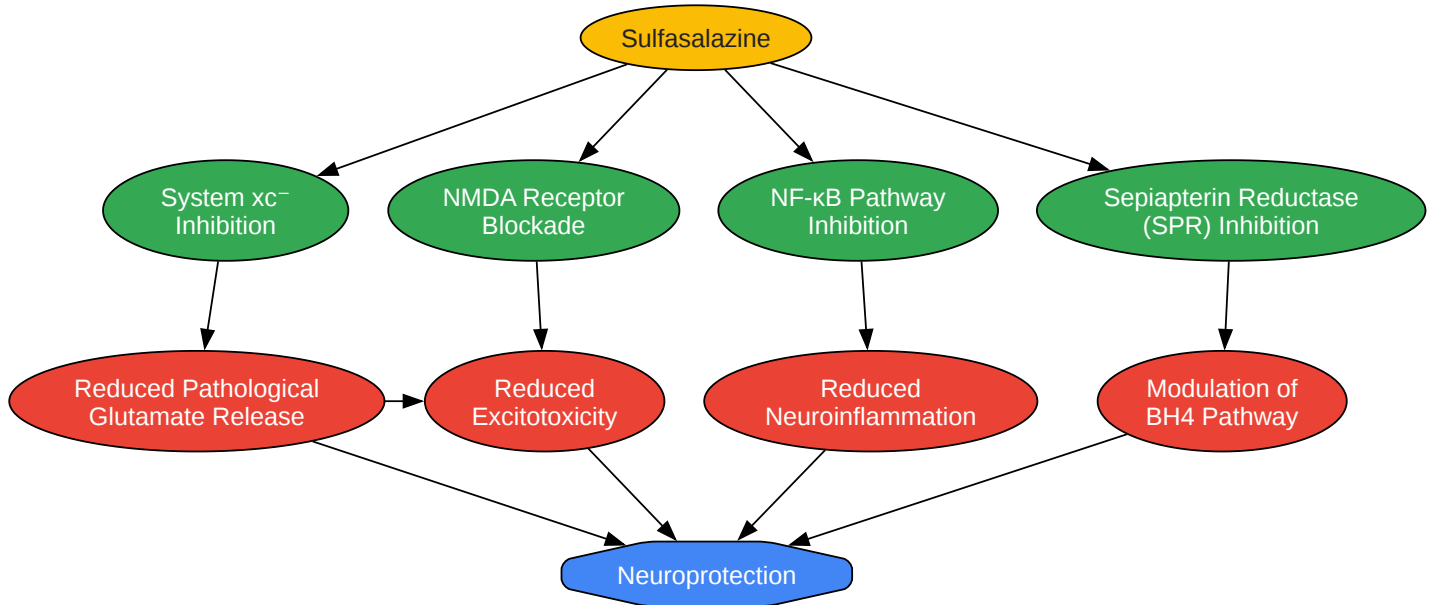 Sulfasalazine
System xc⁻
Inhibition
NMDA Receptor
Blockade
NF-κB Pathway
Inhibition
Sepiapterin Reductase
(SPR) Inhibition
Reduced Pathological
Glutamate Release
Reduced
Excitotoxicity
Reduced
Neuroinflammation
Modulation of
BH4 Pathway
Neuroprotection